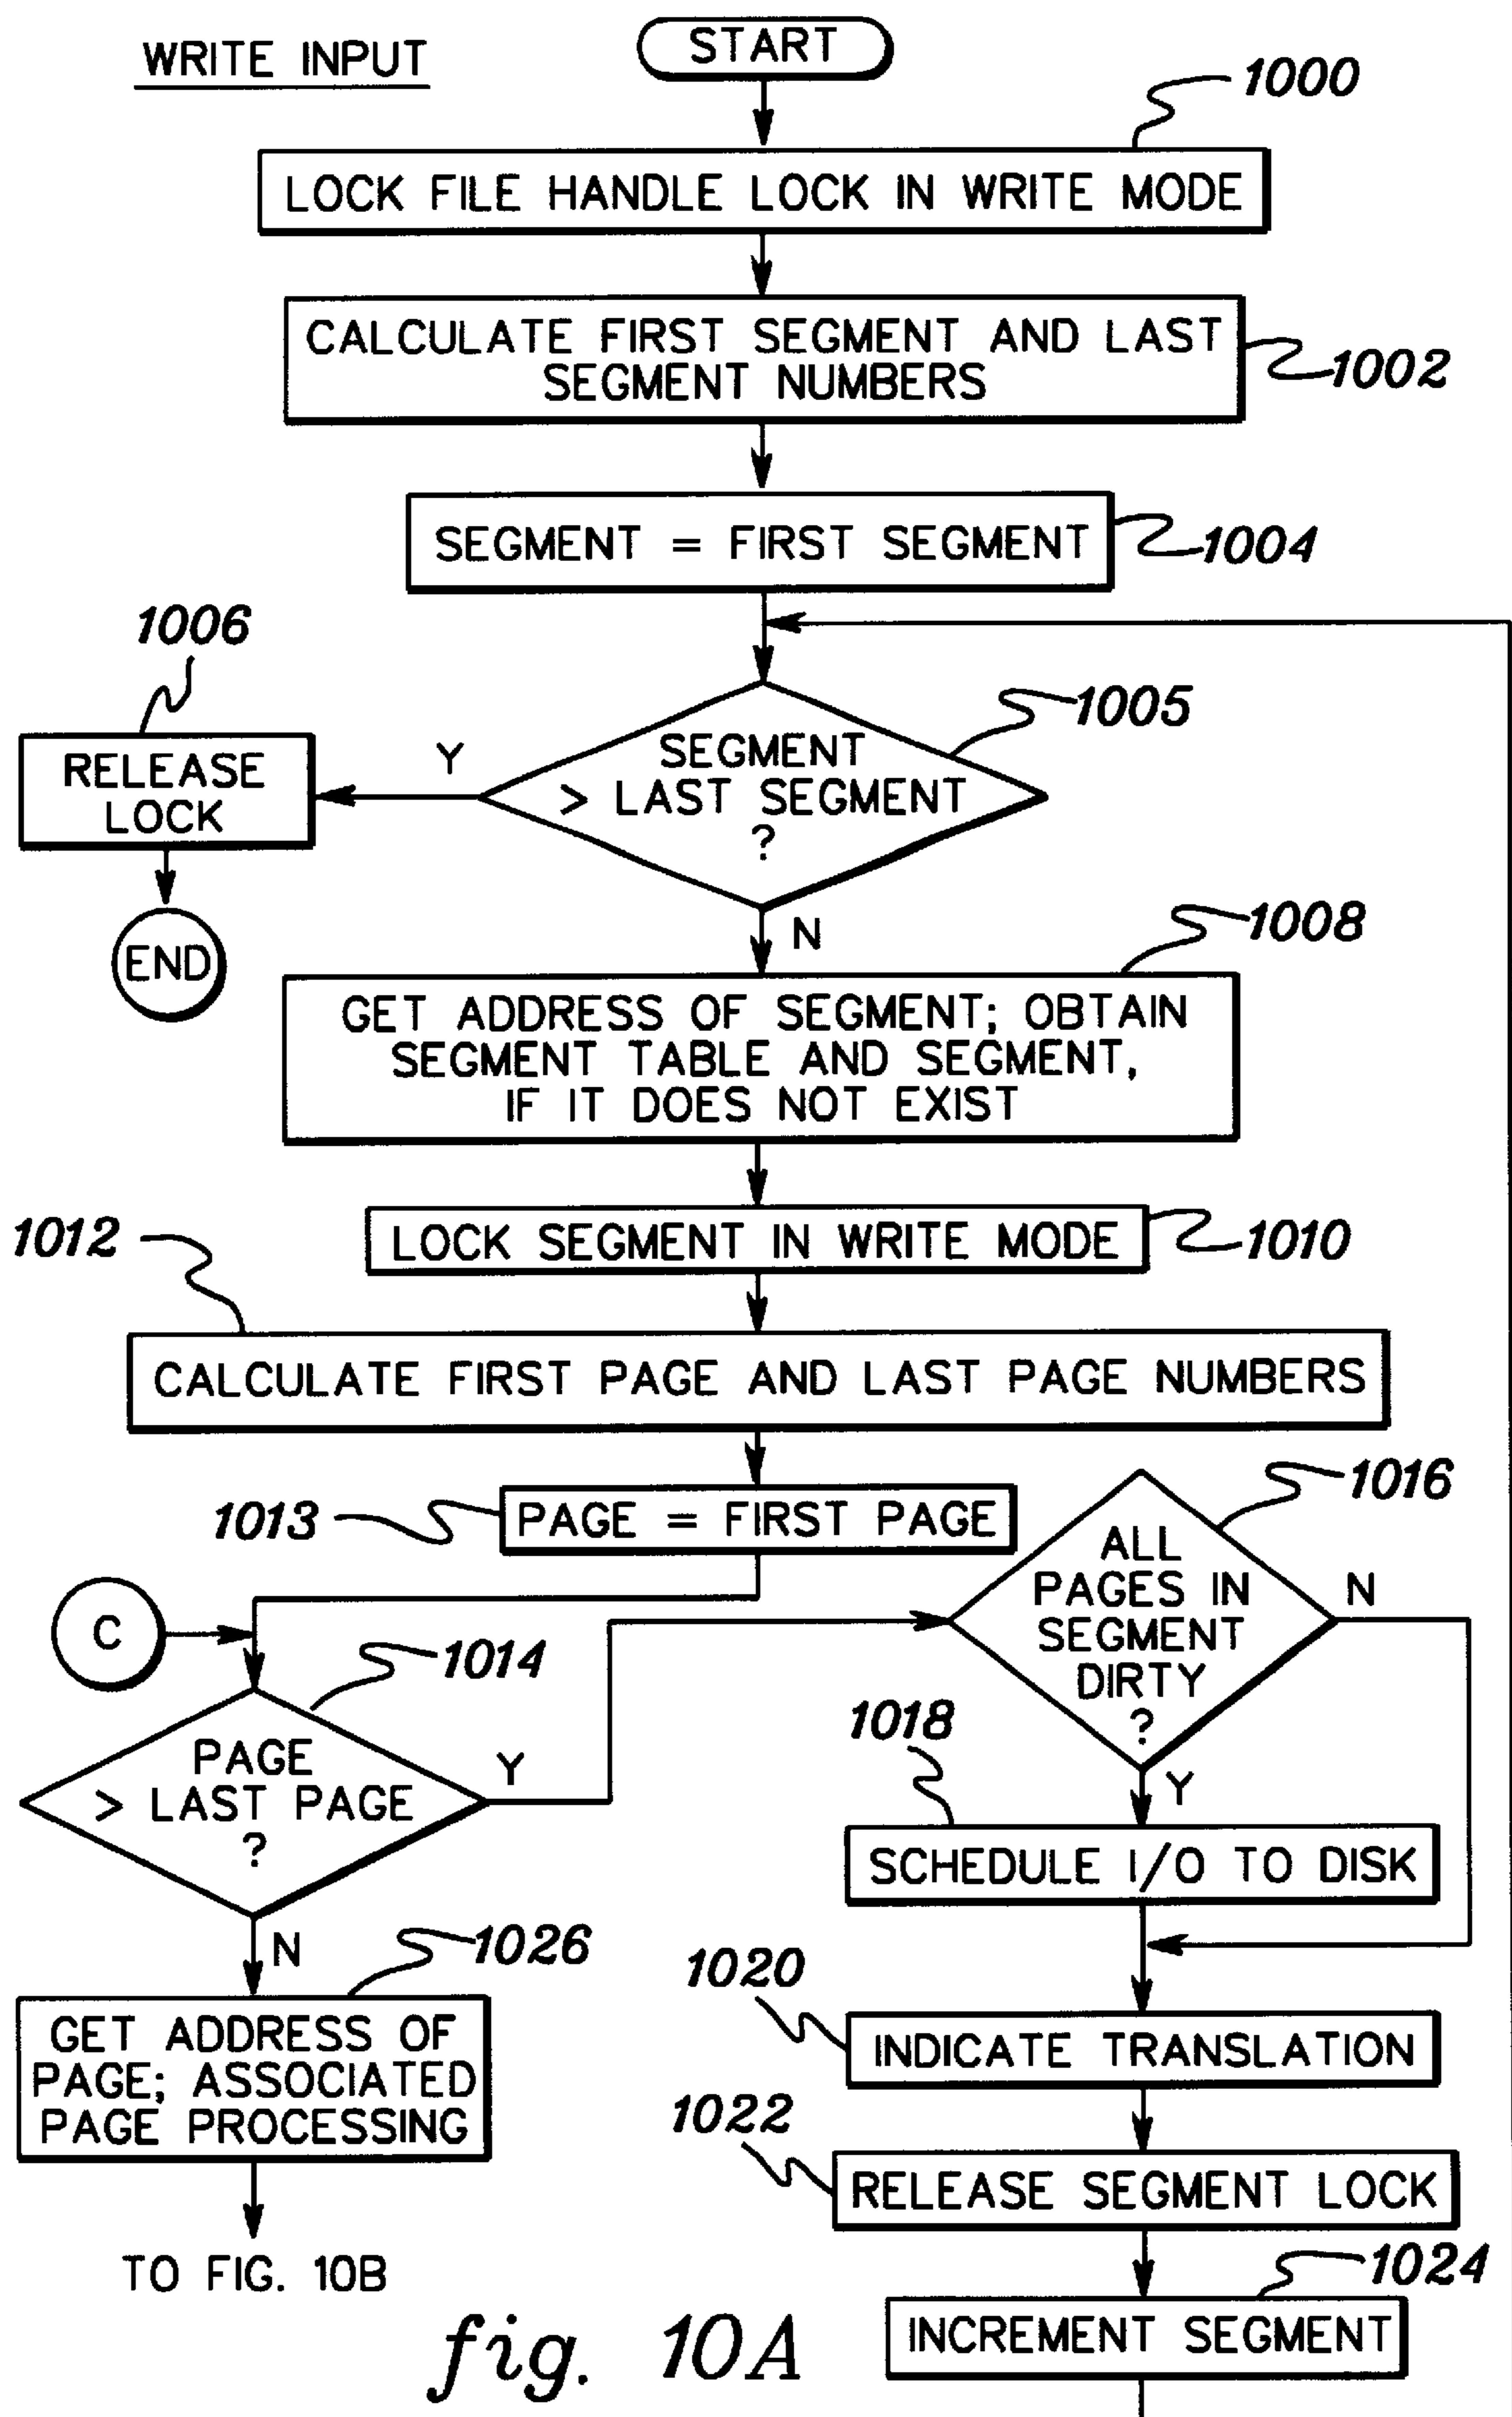 WRITE INPUT
START
1000
LOCK FILE HANDLE LOCK IN WRITE MODE
CALCULATE FIRST SEGMENT AND LAST
SEGMENT NUMBERS
1002
SEGMENT = FIRST SEGMENT
1004
1006
RELEASE
LOCK
END
Y
1005
SEGMENT
> LAST SEGMENT
?
N
1008
GET ADDRESS OF SEGMENT; OBTAIN
SEGMENT TABLE AND SEGMENT,
IF IT DOES NOT EXIST
LOCK SEGMENT IN WRITE MODE
1010
1012
CALCULATE FIRST PAGE AND LAST PAGE NUMBERS
1013
PAGE = FIRST PAGE
C
1014
PAGE
> LAST PAGE
?
Y
N
1016
ALL
PAGES IN
SEGMENT
DIRTY
?
N
Y
1018
SCHEDULE I/O TO DISK
1026
GET ADDRESS OF
PAGE; ASSOCIATED
PAGE PROCESSING
TO FIG. 10B
1020
INDICATE TRANSLATION
1022
RELEASE SEGMENT LOCK
1024
INCREMENT SEGMENT
fig. 10A